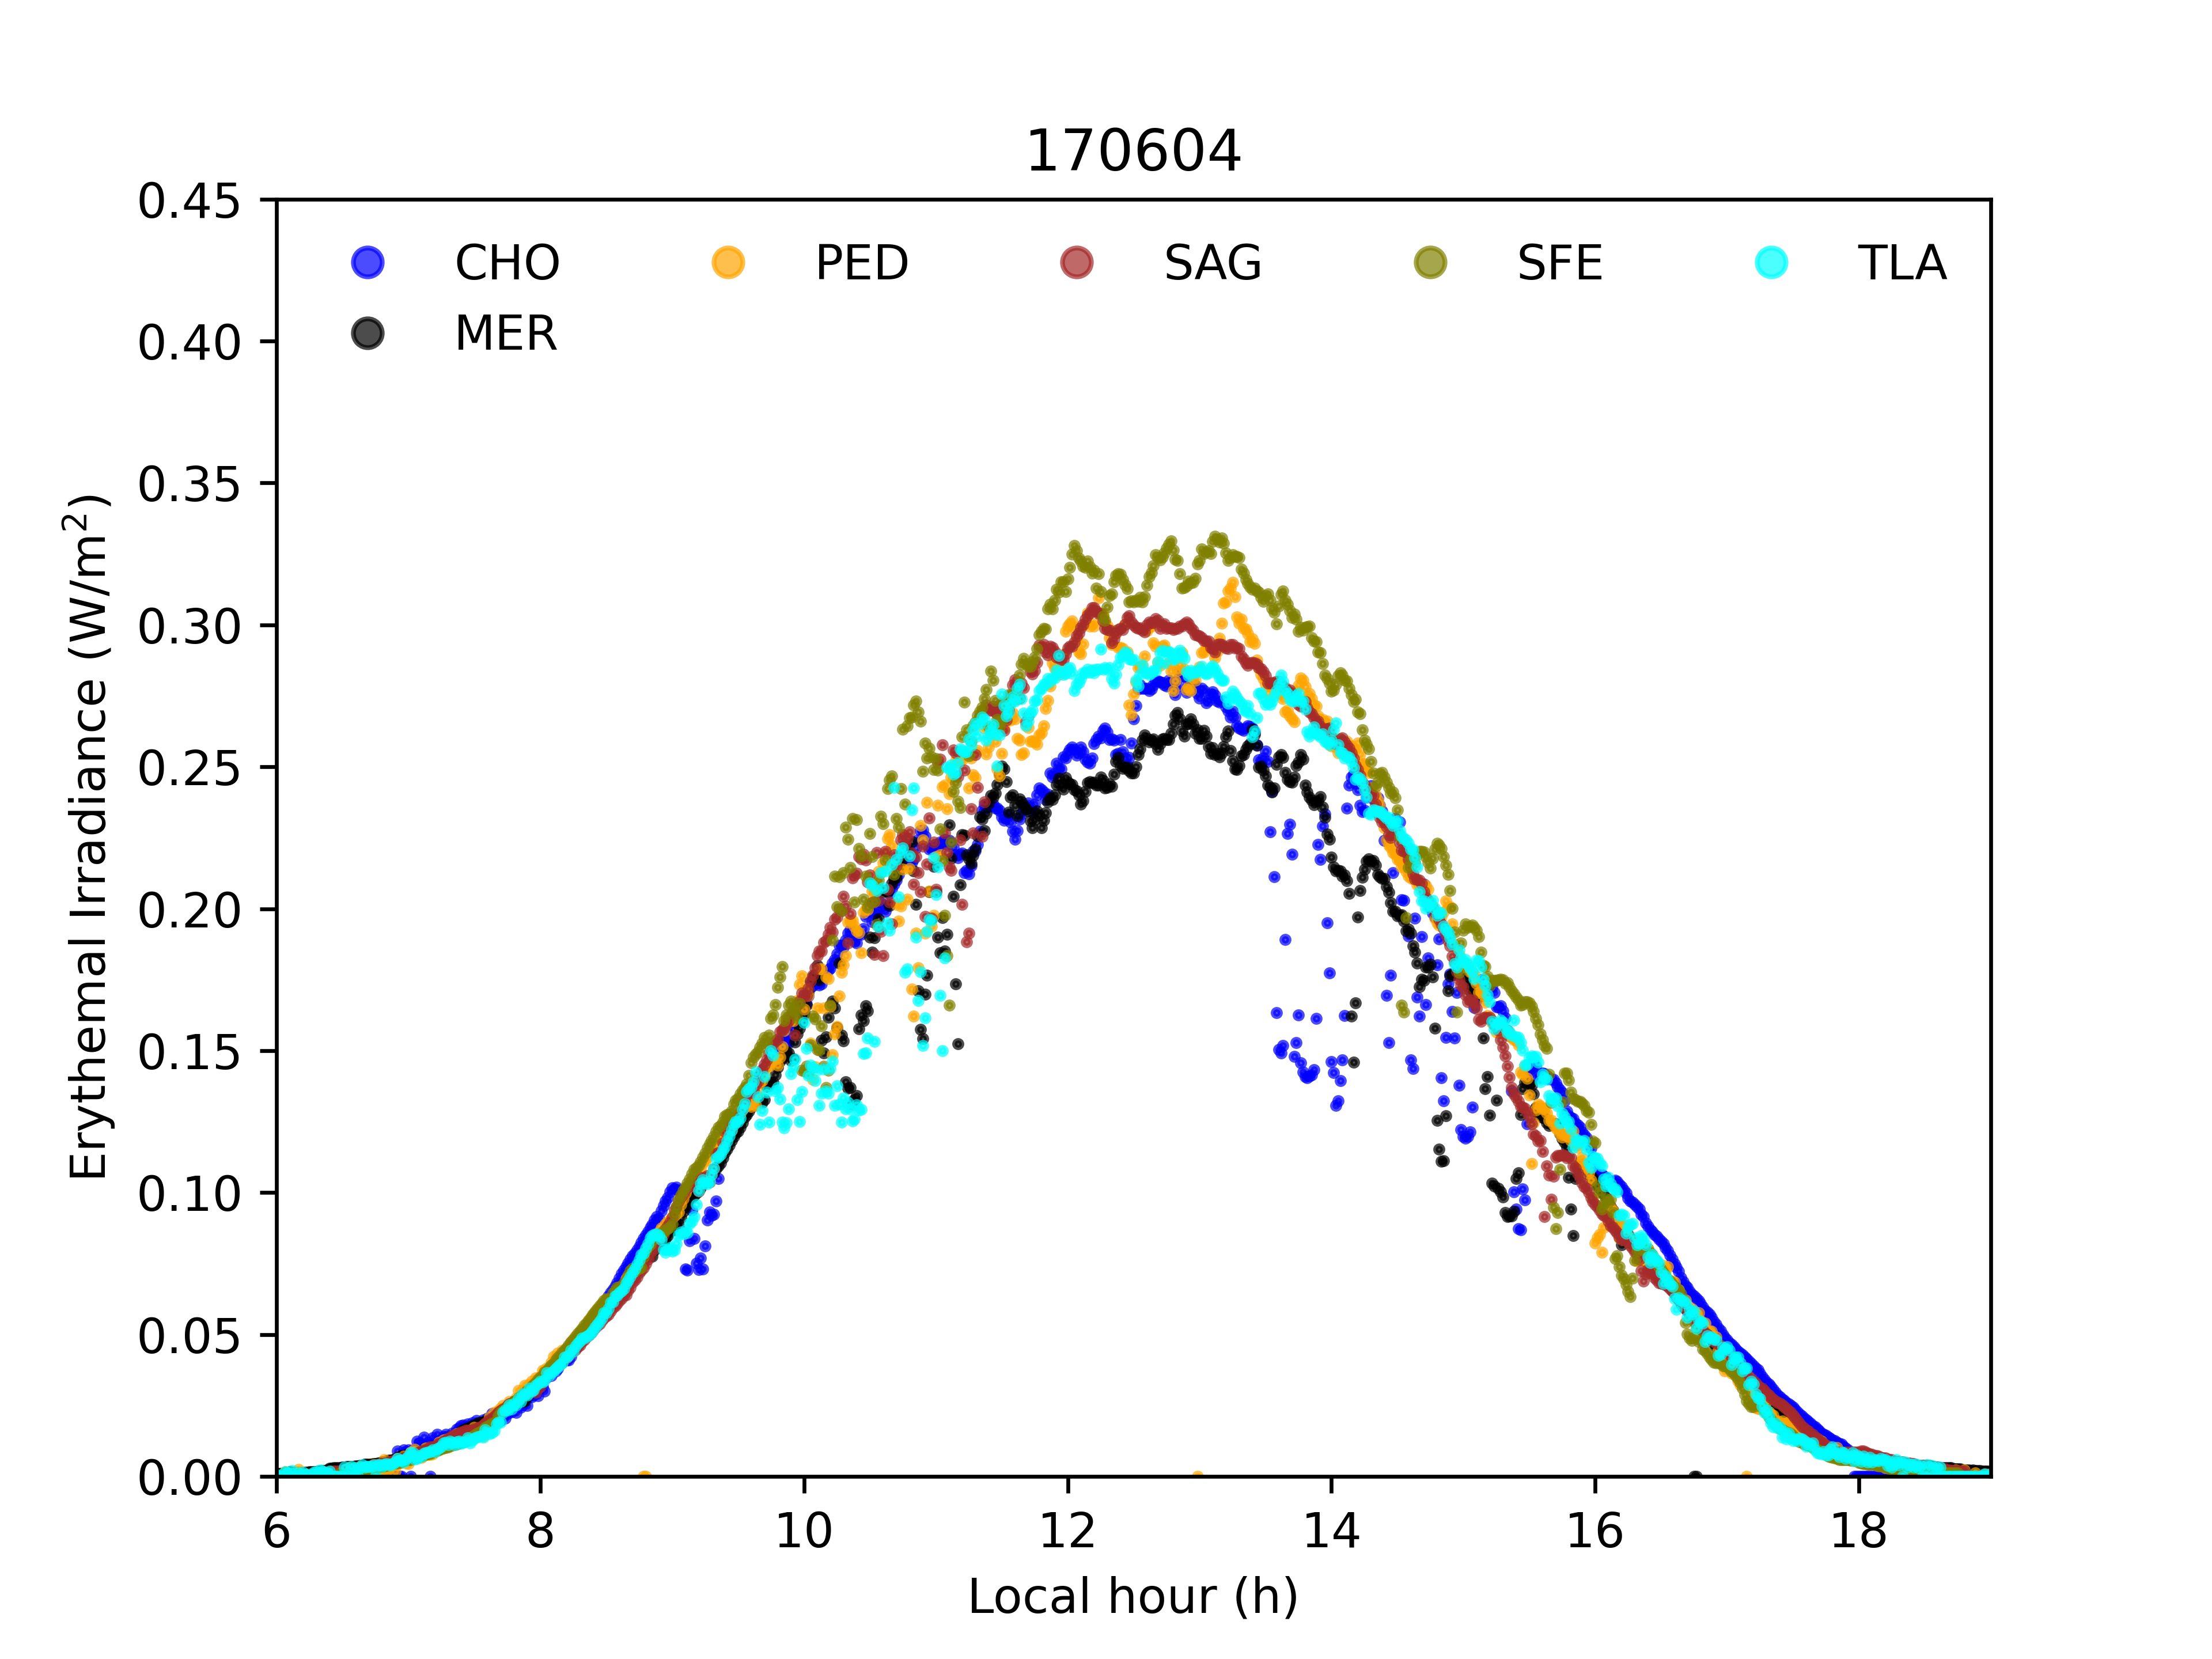 170604
0.45
CHO PED SAG SFE TLA
MER
0.40
0.35
0.30
0.25
0.20
0.15
0.10
0.05
0.00
Erythemal Irradiance (W/m²)
6 8 10 12 14 16 18
Local hour (h)